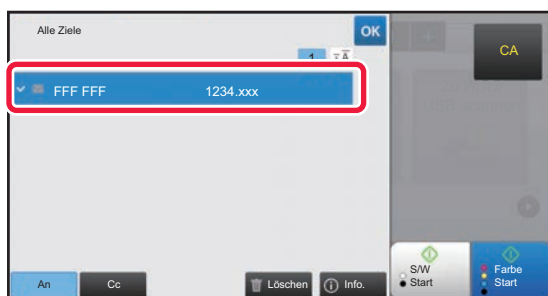 Alle Ziele
OK
CA
1
FFF FFF 1234.xxx
An
Cc
Löschen
Info.
S/W
Start
Farbe
Start